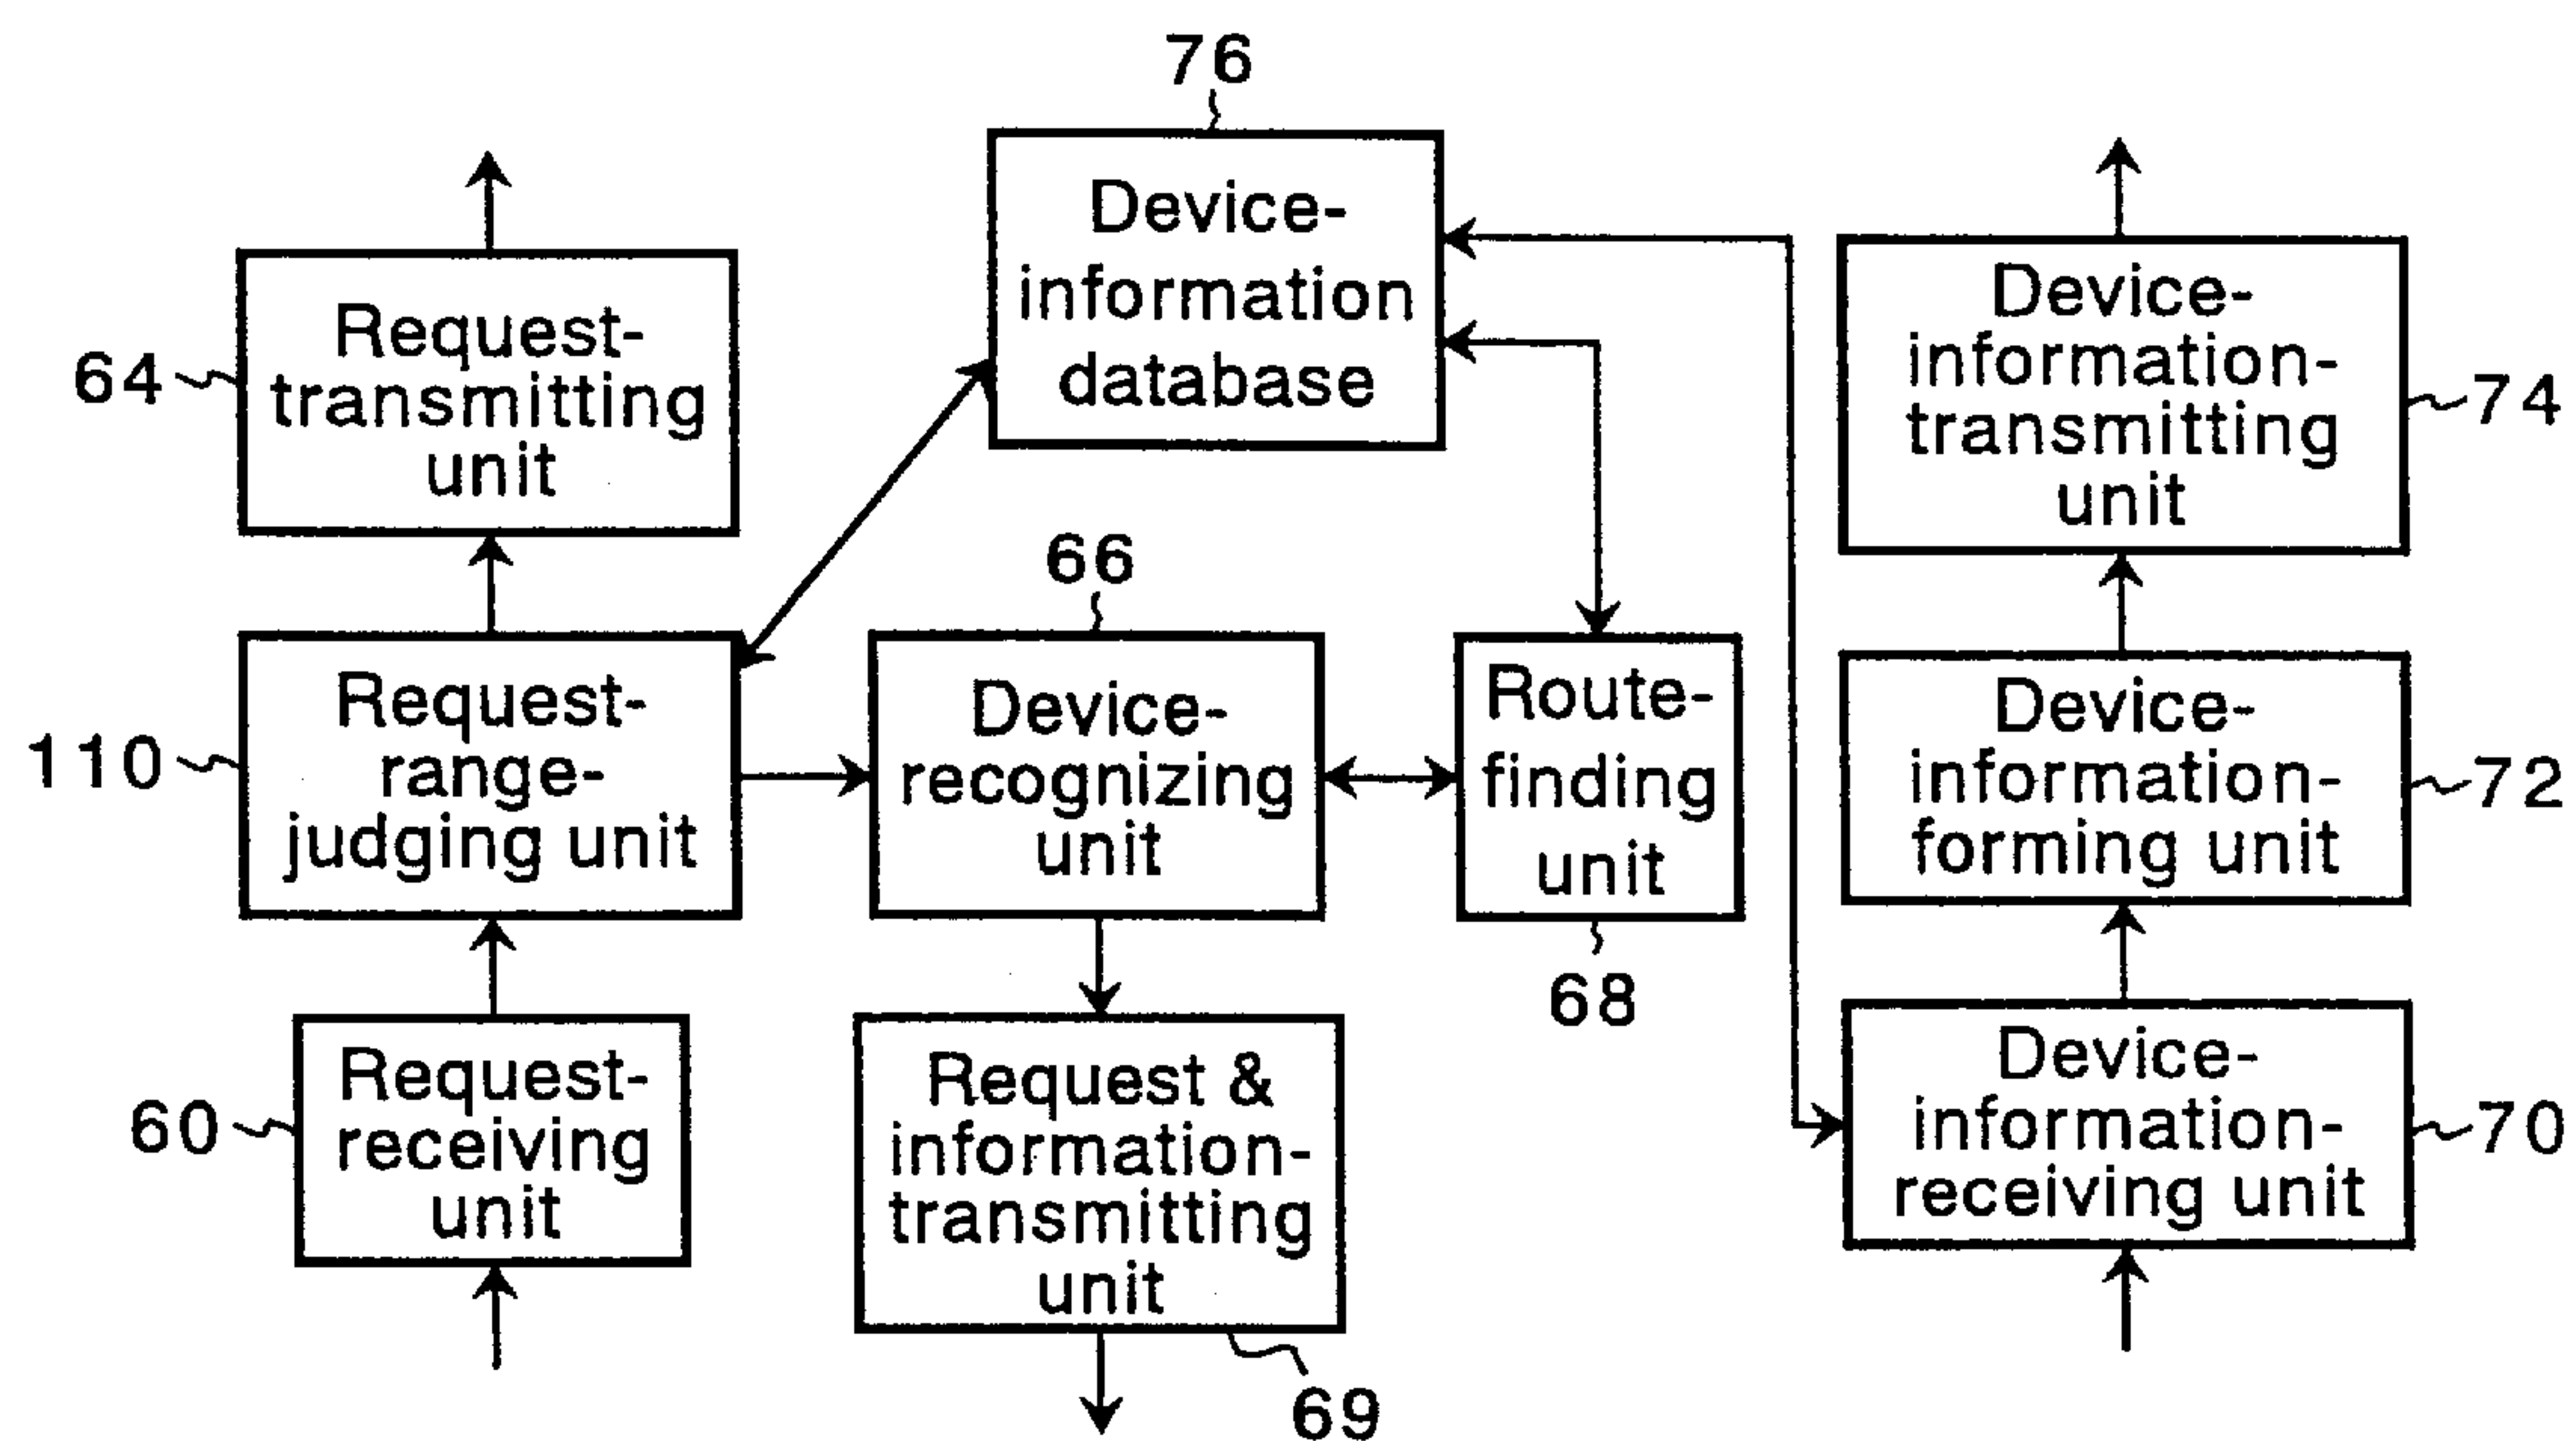 76
Device-
information
database
64
Request-
transmitting
unit
Device-
information-
transmitting
unit
74
66
110
Request-
range-
judging unit
Device-
recognizing
unit
Route-
finding
unit
68
Device-
information-
forming unit
72
60
Request-
receiving
unit
Request &
information-
transmitting
unit
69
Device-
information-
receiving unit
70